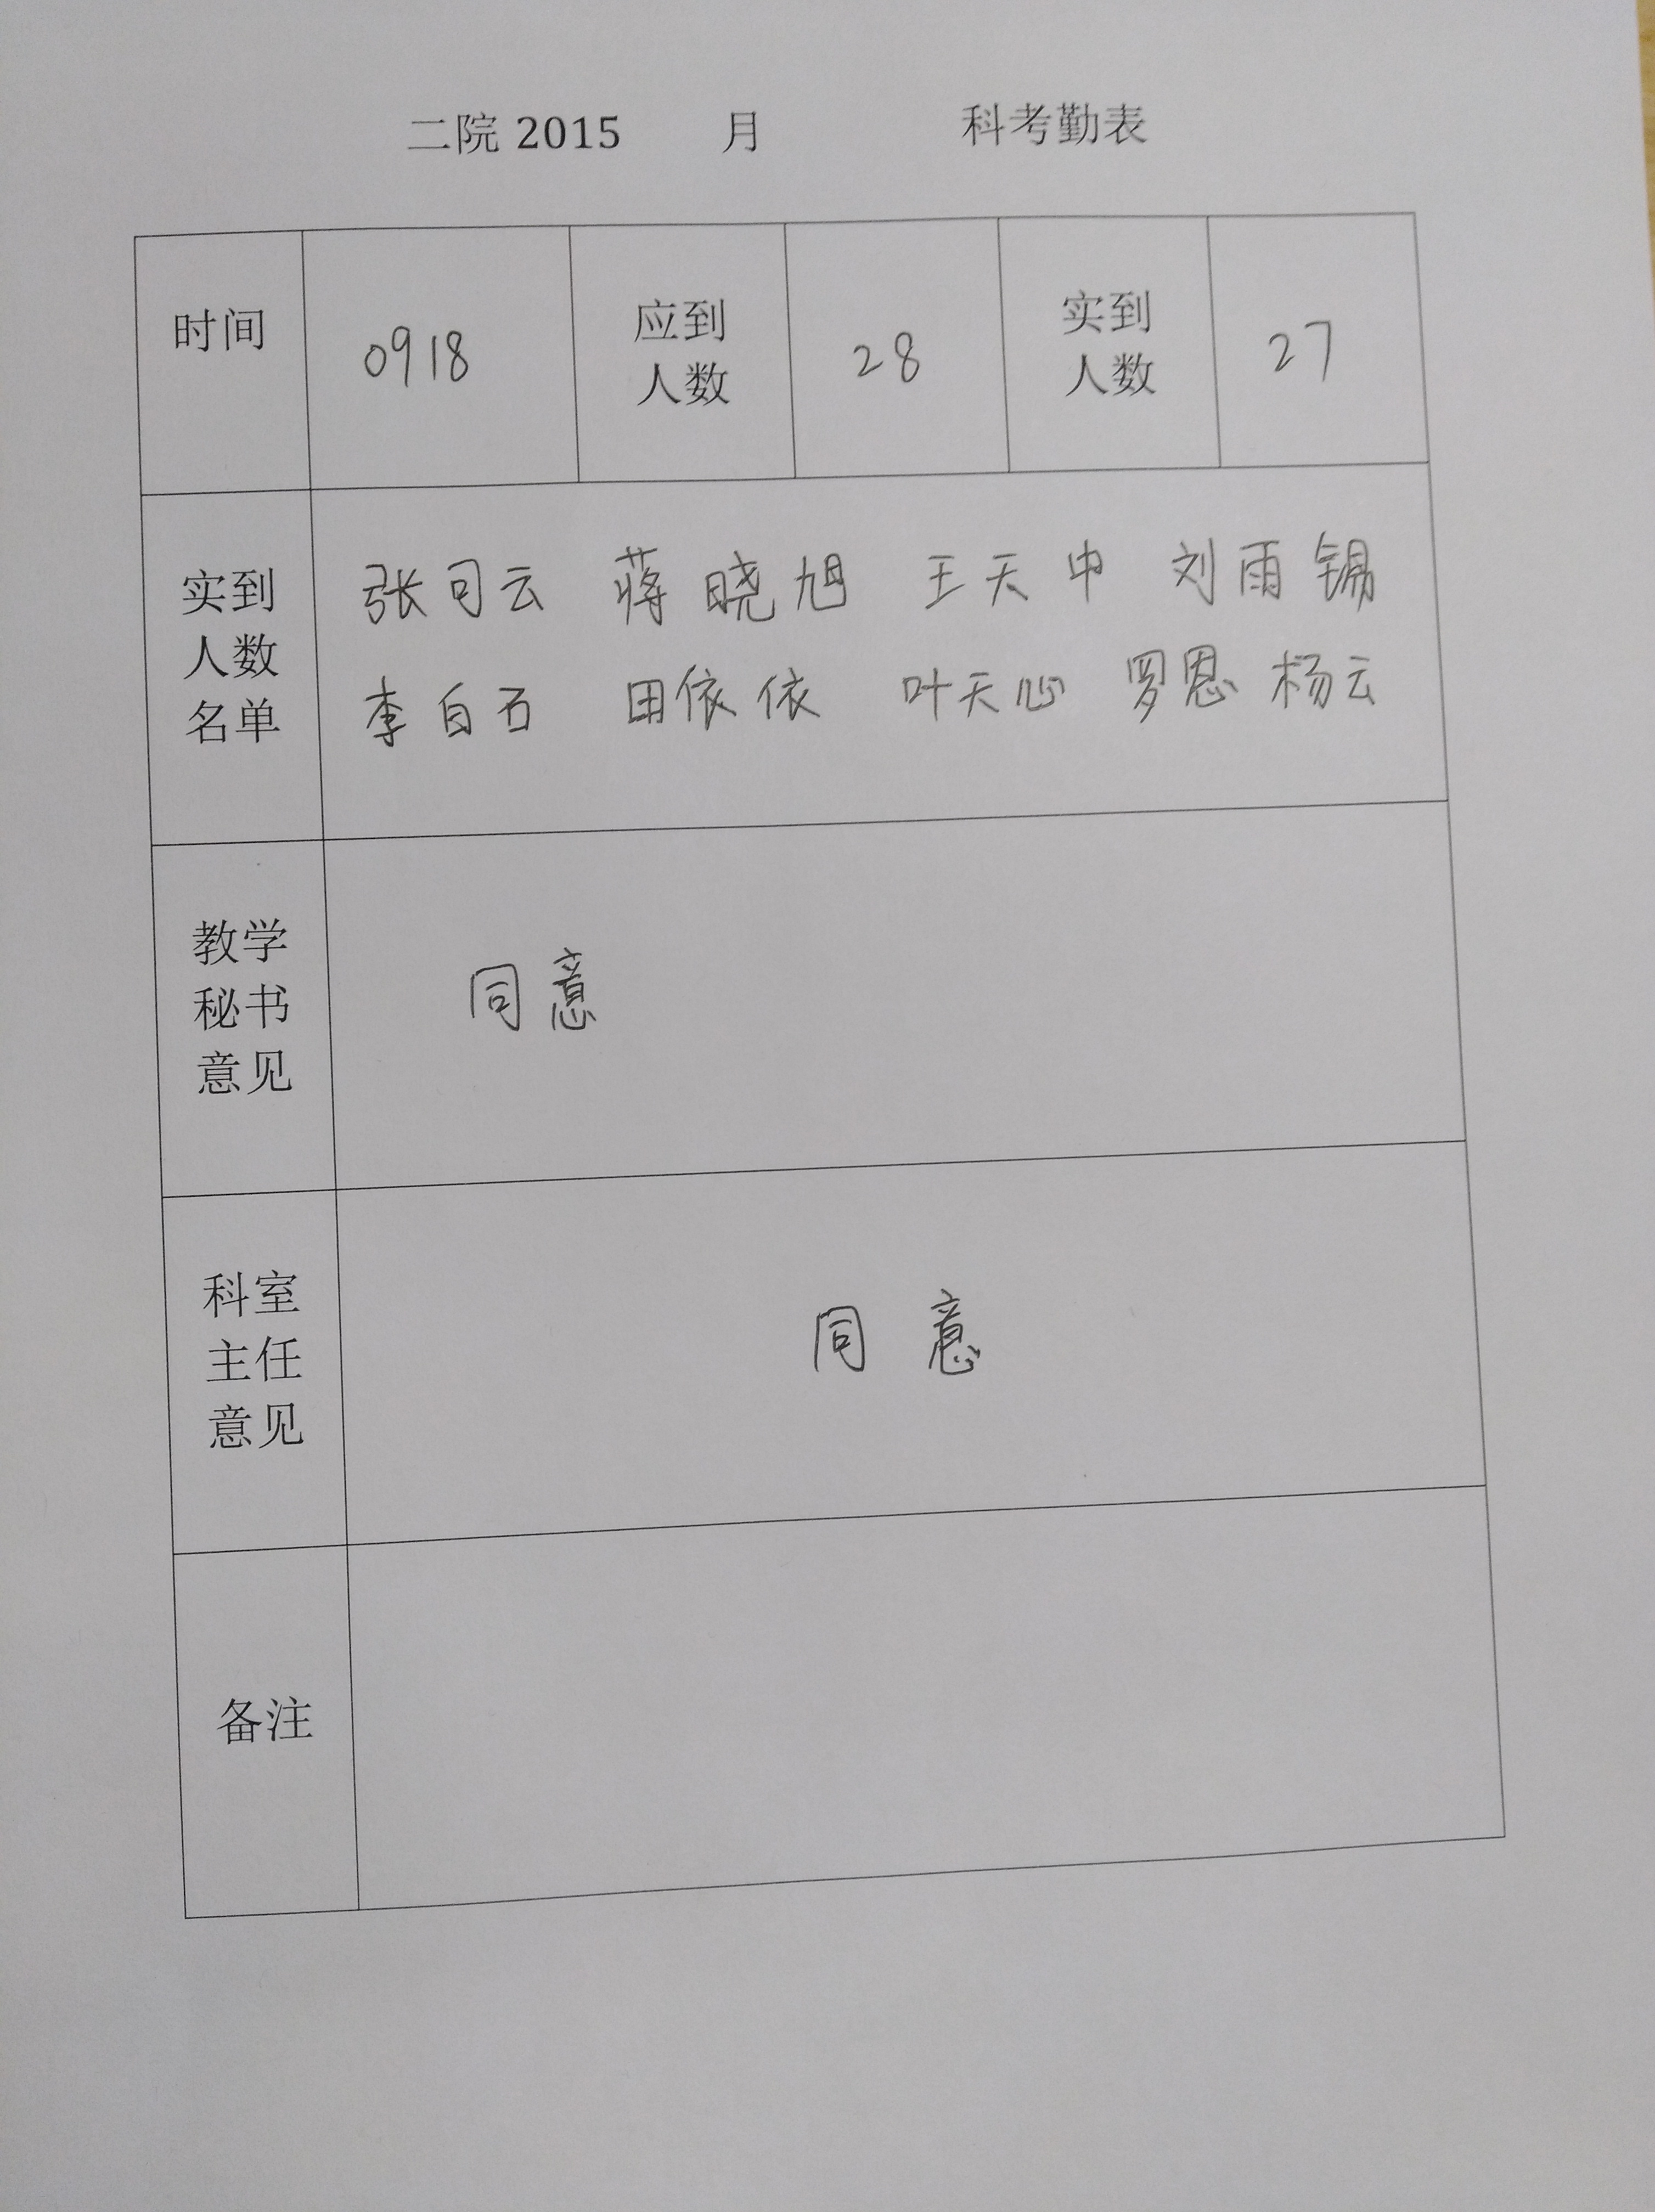 二院 2015 月 科考勤表
时间 0918 应到人数 28 实到人数 27
实到人数名单
张司云 蒋晓旭 王天中 刘雨锡
李白石 田依依 叶天心 罗恩 杨云
教学秘书意见
同意
科室主任意见
同意
备注